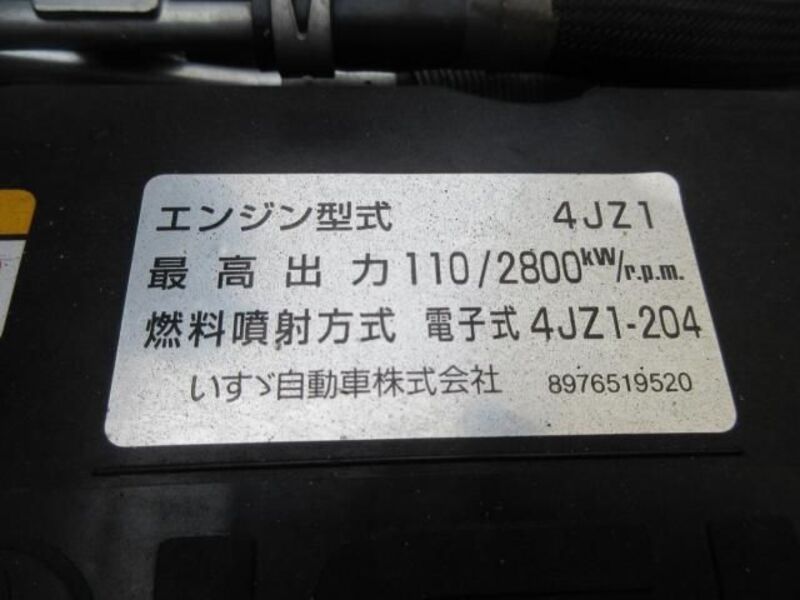 エンジン型式 4JZ1
最高出力 110/2800kW/r.p.m.
燃料噴射方式 電子式 4JZ1-204
いすゞ自動車株式会社 8976519520